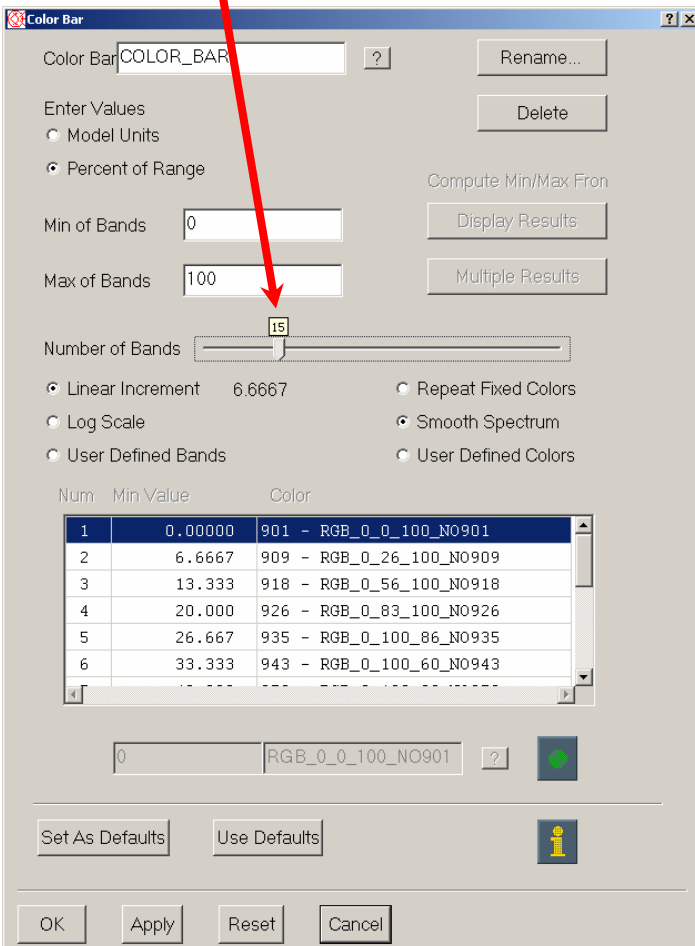 Color Bar
Color Bar COLOR_BAR ? Rename...
Enter Values Delete
Model Units
Percent of Range
Compute Min/Max Fron
Min of Bands 0 Display Results
Max of Bands 100 Multiple Results
15
Number of Bands
Linear Increment 6.6667 Repeat Fixed Colors
Log Scale Smooth Spectrum
User Defined Bands User Defined Colors
Num Min Value Color
1 0.00000 901 - RGB_0_0_100_NO901
2 6.6667 909 - RGB_0_26_100_NO909
3 13.333 918 - RGB_0_56_100_NO918
4 20.000 926 - RGB_0_83_100_NO926
5 26.667 935 - RGB_0_100_86_NO935
6 33.333 943 - RGB_0_100_60_NO943
0 RGB_0_0_100_NO901 ?
Set As Defaults Use Defaults
OK Apply Reset Cancel